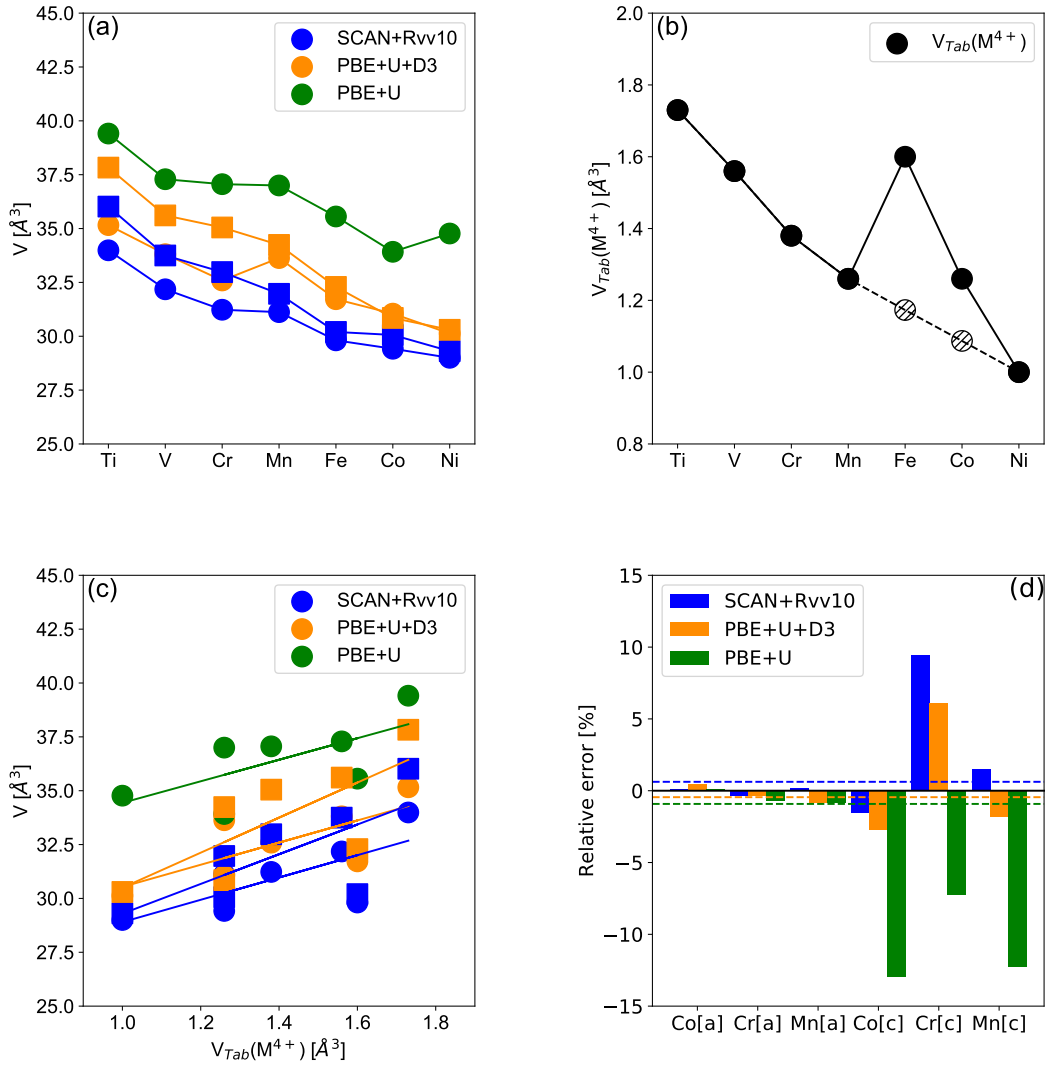 (a)
SCAN+Rvv10
PBE+U+D3
PBE+U
V [Å³]
45.0
42.5
40.0
37.5
35.0
32.5
30.0
27.5
25.0
Ti V Cr Mn Fe Co Ni
(b)
V_Tab(M⁴⁺)
V_Tab(M⁴⁺) [Å³]
2.0
1.8
1.6
1.4
1.2
1.0
0.8
Ti V Cr Mn Fe Co Ni
(c)
SCAN+Rvv10
PBE+U+D3
PBE+U
V [Å³]
45.0
42.5
40.0
37.5
35.0
32.5
30.0
27.5
25.0
1.0 1.2 1.4 1.6 1.8
V_Tab(M⁴⁺) [Å³]
(d)
SCAN+Rvv10
PBE+U+D3
PBE+U
Relative error [%]
15
10
5
0
−5
−10
−15
Co[a] Cr[a] Mn[a] Co[c] Cr[c] Mn[c]